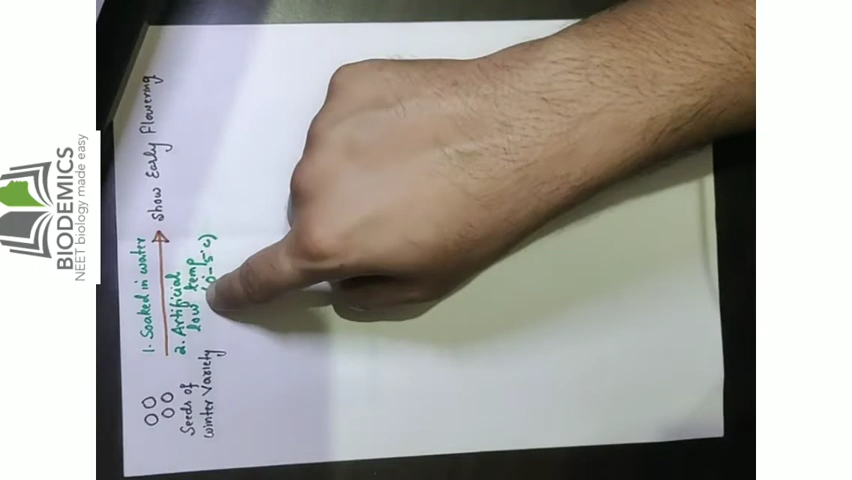 1. Soaked in water
2. Artificial
low temp
0-5°c)
Seeds of
winter variety
show Early flowering
BIODEMICS
NEET biology made easy